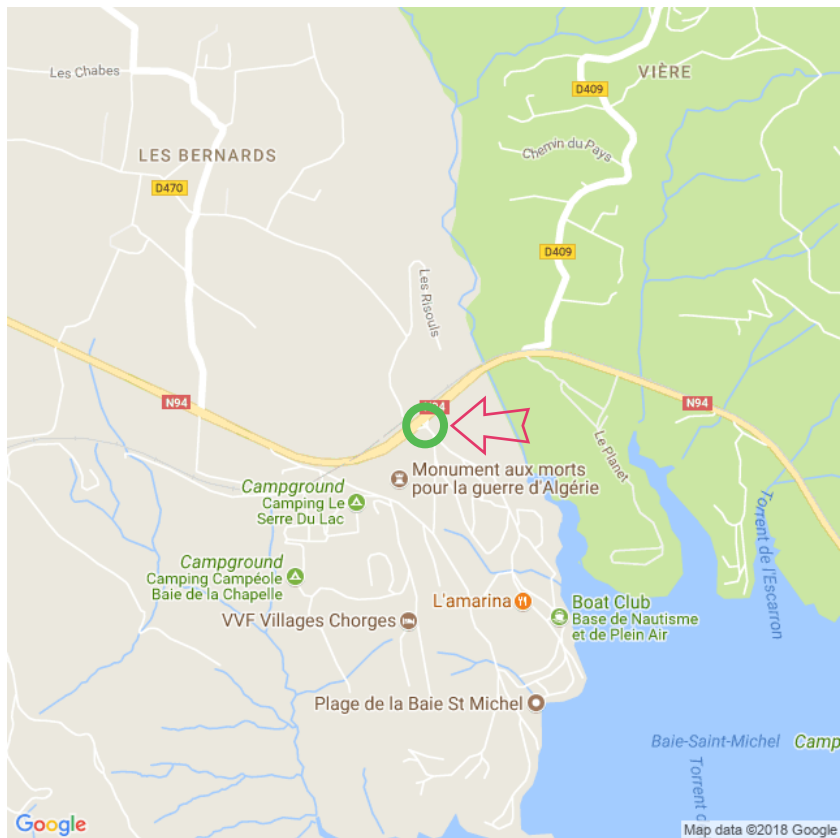 Les Chabes
VIÈRE
D409
Chemin du Pays
LES BERNARDS
D470
D409
Les Risouls
N94
N94
N94
Le Planet
Monument aux morts
pour la guerre d'Algérie
Campground
Camping Le
Serre Du Lac
Torrent de l'Escarron
Campground
Camping Campéole
Baie de la Chapelle
L'amarina
Boat Club
Base de Nautisme
et de Plein Air
VVF Villages Chorges
Plage de la Baie St Michel
Baie-Saint-Michel
Camp
Torrent d
Google
Map data ©2018 Google